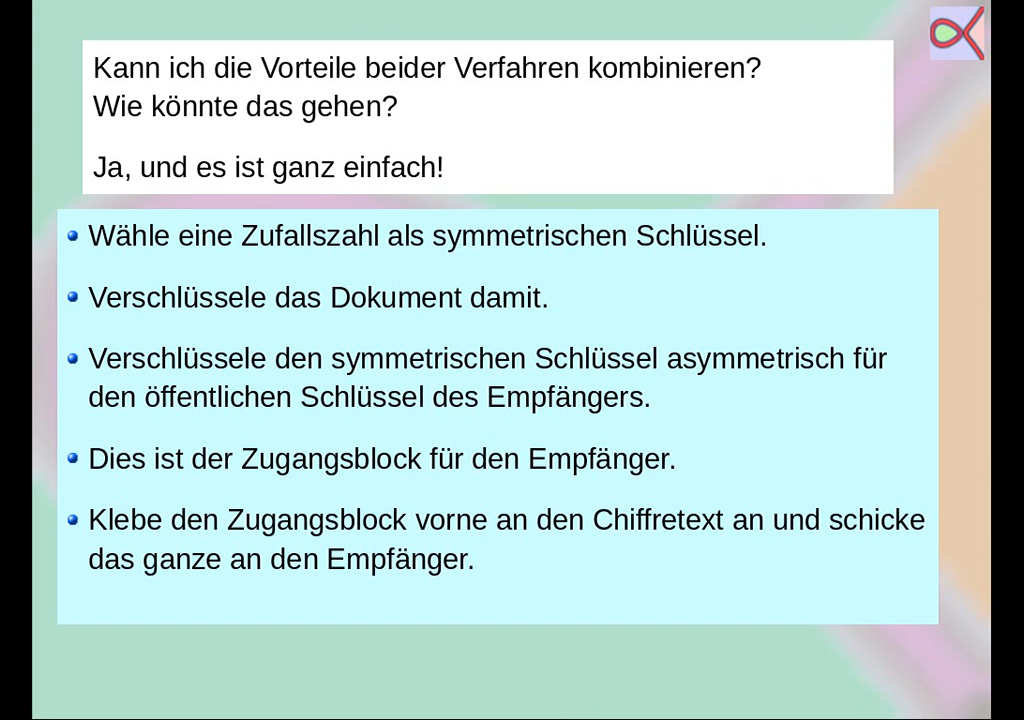 Kann ich die Vorteile beider Verfahren kombinieren?
Wie könnte das gehen?
Ja, und es ist ganz einfach!
Wähle eine Zufallszahl als symmetrischen Schlüssel.
Verschlüssele das Dokument damit.
Verschlüssele den symmetrischen Schlüssel asymmetrisch für
den öffentlichen Schlüssel des Empfängers.
Dies ist der Zugangsblock für den Empfänger.
Klebe den Zugangsblock vorne an den Chiffretext an und schicke
das ganze an den Empfänger.